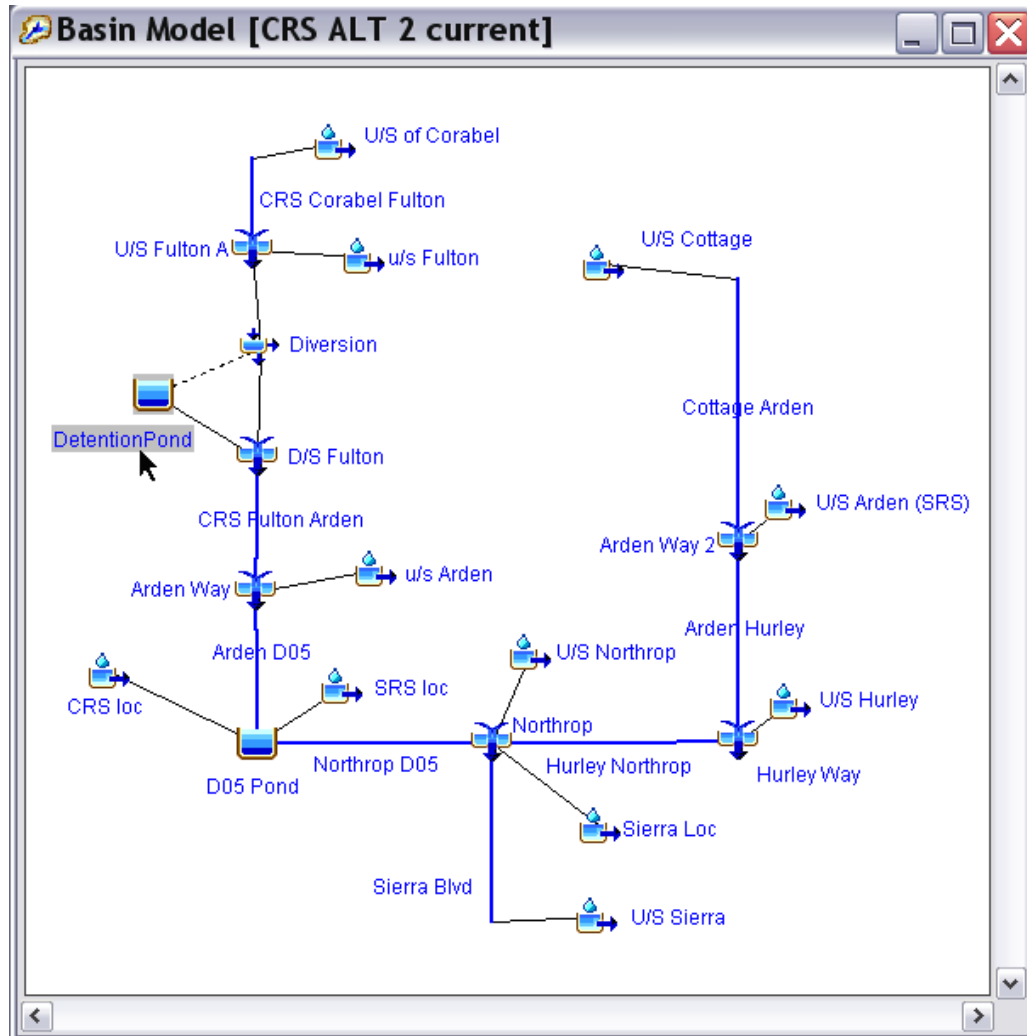 Basin Model [CRS ALT 2 current]
U/S of Corabel
CRS Corabel Fulton
U/S Fulton A
u/s Fulton
U/S Cottage
Diversion
DetentionPond
D/S Fulton
Cottage Arden
CRS Fulton Arden
U/S Arden (SRS)
Arden Way 2
Arden Way
u/s Arden
Arden D05
Arden Hurley
U/S Northrop
CRS loc
SRS loc
U/S Hurley
Northrop
Northrop D05
Hurley Northrop
Hurley Way
D05 Pond
Sierra Loc
Sierra Blvd
U/S Sierra